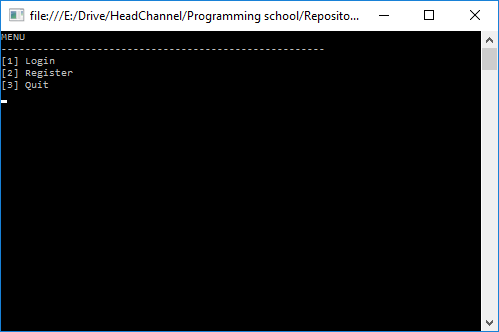 file:///E:/Drive/HeadChannel/Programming school/Reposito...
MENU
------------------------------------------------------
[1] Login
[2] Register
[3] Quit